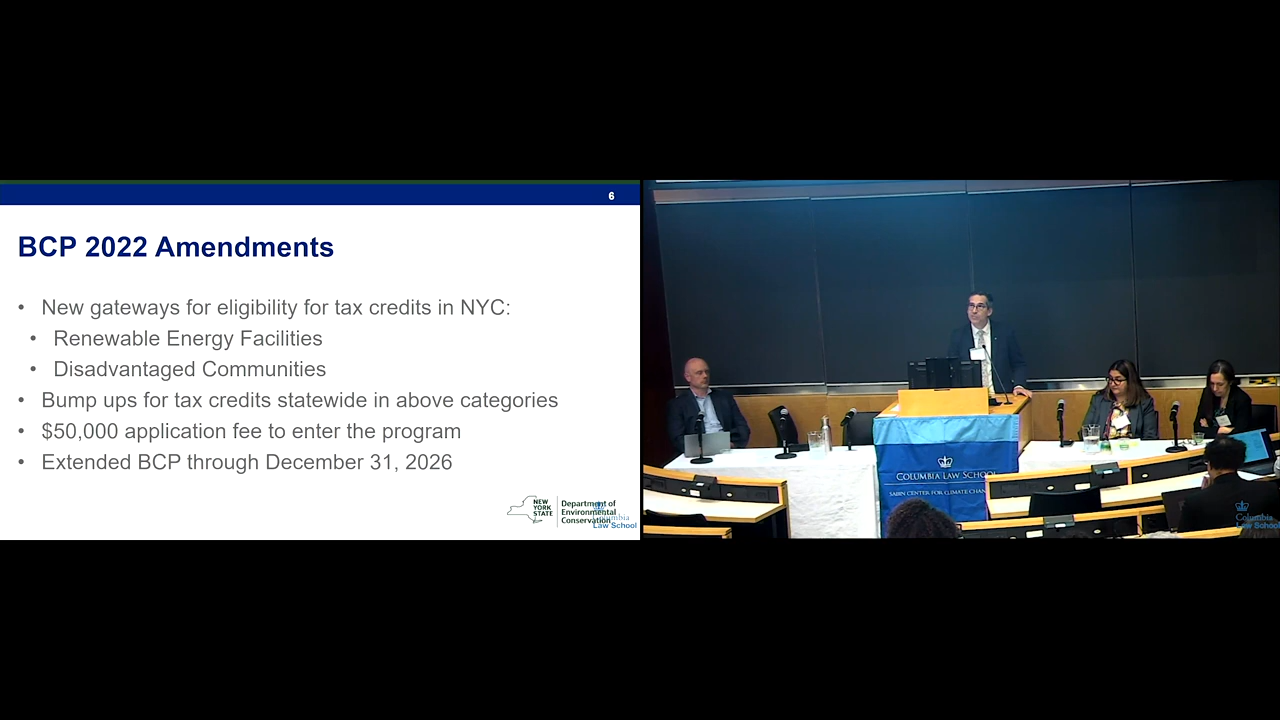 6
BCP 2022 Amendments
• New gateways for eligibility for tax credits in NYC:
• Renewable Energy Facilities
• Disadvantaged Communities
• Bump ups for tax credits statewide in above categories
• $50,000 application fee to enter the program
• Extended BCP through December 31, 2026
NEW
YORK
STATE
Department of
Environmental
Conservation
Columbia
Law School
COLUMBIA LAW SCHOOL
SABIN CENTER FOR CLIMATE CHAN
Columbia
Law School